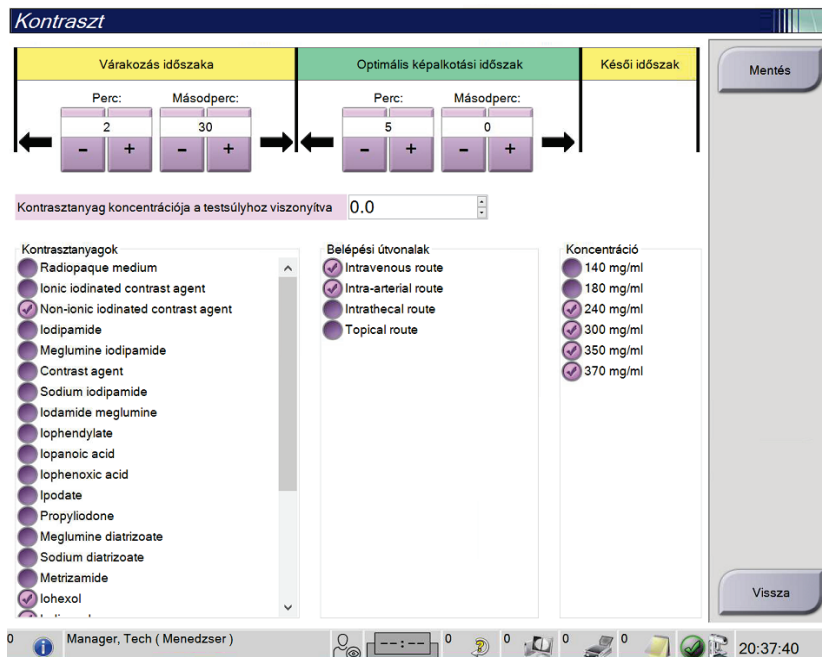 Kontraszt
Várakozás időszaka
Optimális képalkotási időszak
Késői időszak
Mentés
Perc: Másodperc:
2 30
- + - +
Perc: Másodperc:
5 0
- + - +
Kontrasztanyag koncentrációja a testsúlyhoz viszonyítva 0.0
Kontrasztanyagok
Radiopaque medium
Ionic iodinated contrast agent
Non-ionic iodinated contrast agent
Iodipamide
Meglumine iodipamide
Contrast agent
Sodium iodipamide
Iodamide meglumine
Iophendylate
Iopanoic acid
Iophenoxic acid
Ipodate
Propyliodone
Meglumine diatrizoate
Sodium diatrizoate
Metrizamide
Iohexol
Belépési útvonalak
Intravenous route
Intra-arterial route
Intrathecal route
Topical route
Koncentráció
140 mg/ml
180 mg/ml
240 mg/ml
300 mg/ml
350 mg/ml
370 mg/ml
Vissza
0 Manager, Tech ( Menedzser ) --:-- 0 0 0 0 20:37:40